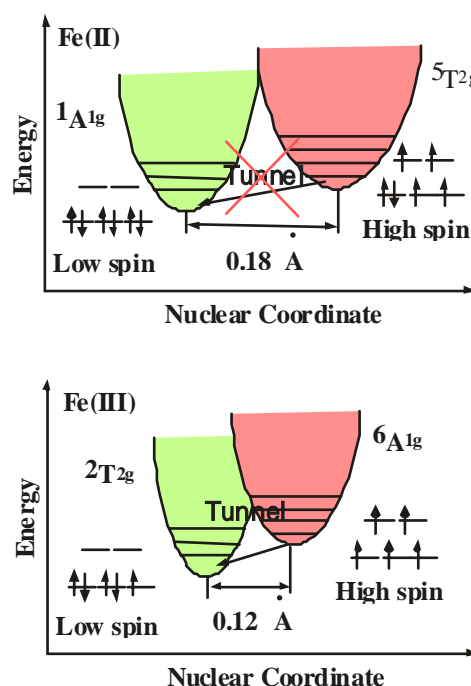 Fe(II)
5T2g
1A1g
Energy
Tunnel
Low spin
0.18 Å
High spin
Nuclear Coordinate
Fe(III)
6A1g
2T2g
Energy
Tunnel
Low spin
0.12 Å
High spin
Nuclear Coordinate